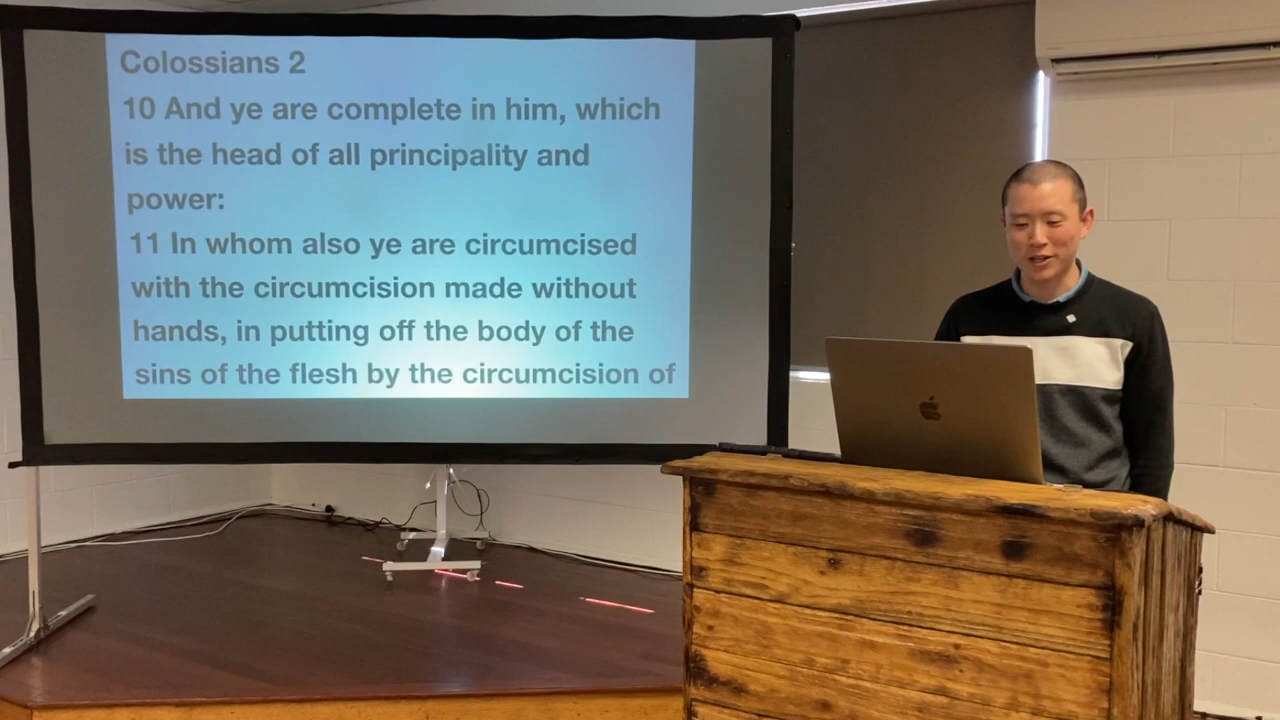 Colossians 2
10 And ye are complete in him, which
is the head of all principality and
power:
11 In whom also ye are circumcised
with the circumcision made without
hands, in putting off the body of the
sins of the flesh by the circumcision of